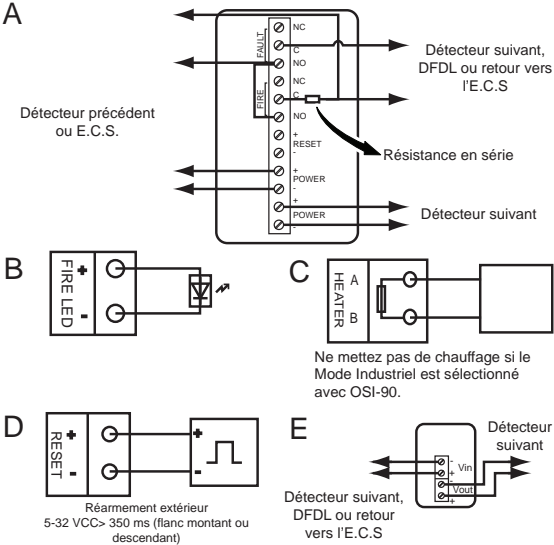 A
FAULT
FIRE
NC
C
NO
NC
C
NO
+
RESET
-
+
POWER
-
+
POWER
-
Détecteur précédent
ou E.C.S.
Détecteur suivant,
DFDL ou retour vers
l'E.C.S
Résistance en série
Détecteur suivant
B
FIRE LED
+
-
C
HEATER
A
B
Ne mettez pas de chauffage si le
Mode Industriel est sélectionné
avec OSI-90.
D
RESET
+
-
+
-
Réarmement extérieur
5-32 VCC> 350 ms (flanc montant ou
descendant)
E
Détecteur
suivant
-
Vin
+
-
Vout
+
Détecteur suivant,
DFDL ou retour
vers l'E.C.S